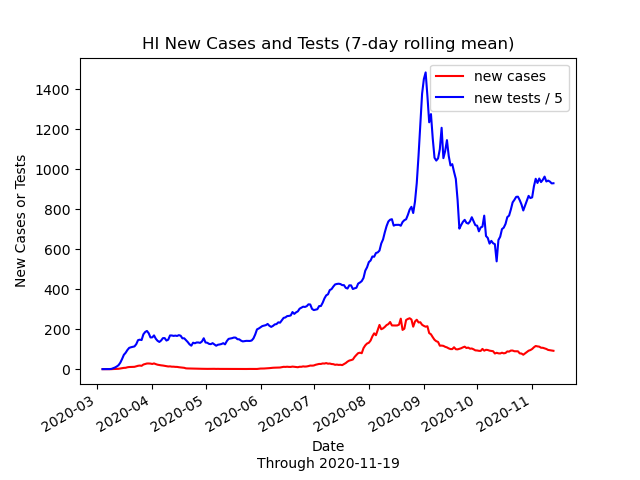 HI New Cases and Tests (7-day rolling mean)
new cases
new tests / 5
New Cases or Tests
1400
1200
1000
800
600
400
200
0
2020-03
2020-04
2020-05
2020-06
2020-07
2020-08
2020-09
2020-10
2020-11
Date
Through 2020-11-19